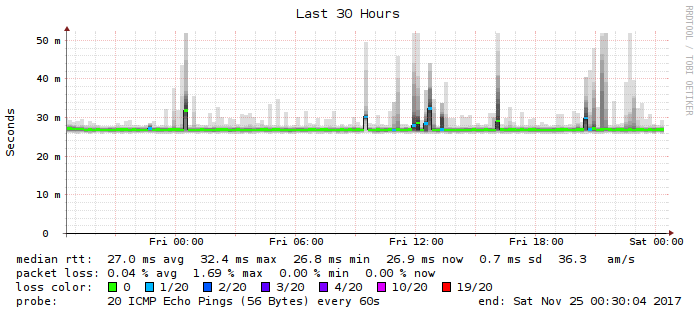 Last 30 Hours
RRDTOOL / TOBI OETIKER
Seconds
50 m
40 m
30 m
20 m
10 m
0
Fri 00:00 Fri 06:00 Fri 12:00 Fri 18:00 Sat 00:00
median rtt: 27.0 ms avg 32.4 ms max 26.8 ms min 26.9 ms now 0.7 ms sd 36.3 am/s
packet loss: 0.04 % avg 1.69 % max 0.00 % min 0.00 % now
loss color: 0 1/20 2/20 3/20 4/20 10/20 19/20
probe: 20 ICMP Echo Pings (56 Bytes) every 60s end: Sat Nov 25 00:30:04 2017